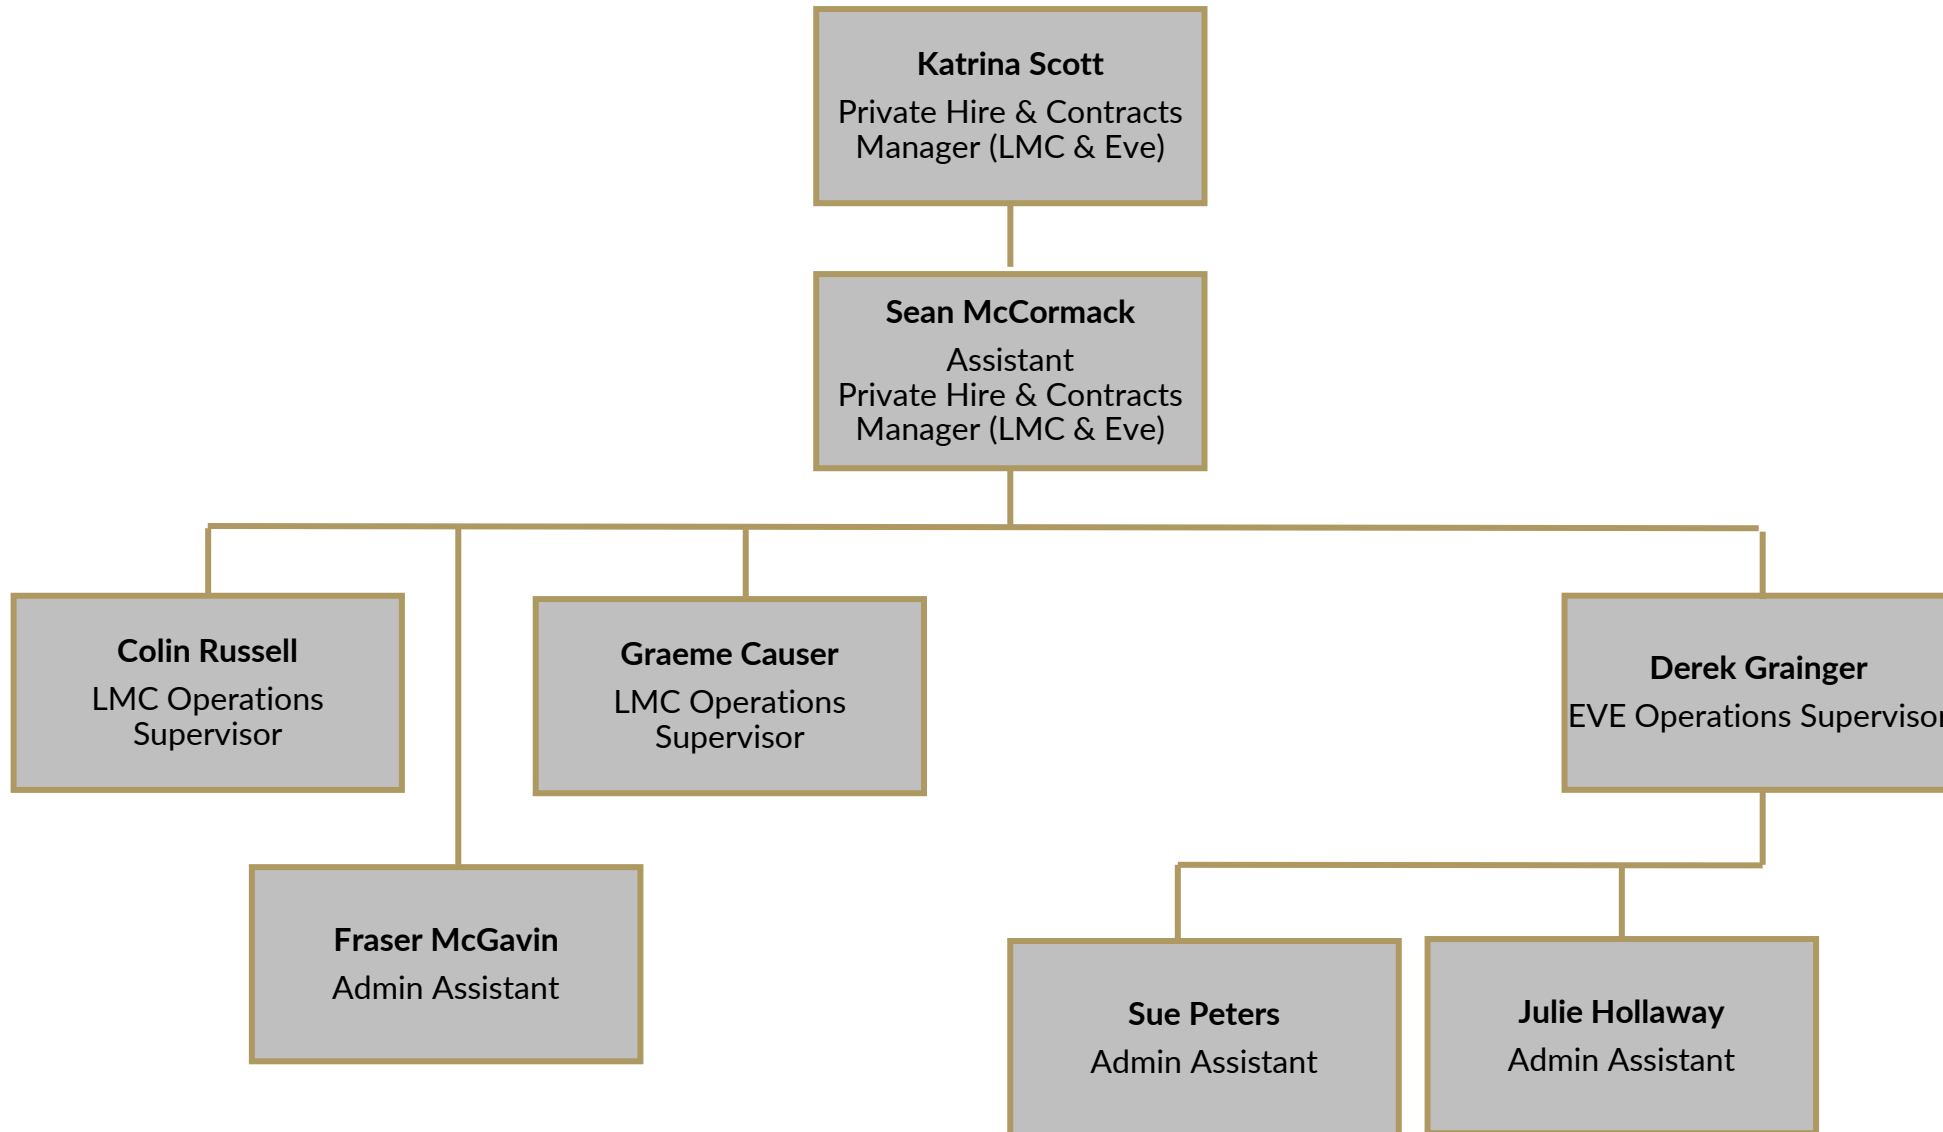 Katrina Scott
Private Hire & Contracts
Manager (LMC & Eve)
Sean McCormack
Assistant
Private Hire & Contracts
Manager (LMC & Eve)
Colin Russell
LMC Operations
Supervisor
Graeme Causer
LMC Operations
Supervisor
Derek Grainger
EVE Operations Supervisor
Fraser McGavin
Admin Assistant
Sue Peters
Admin Assistant
Julie Hollaway
Admin Assistant